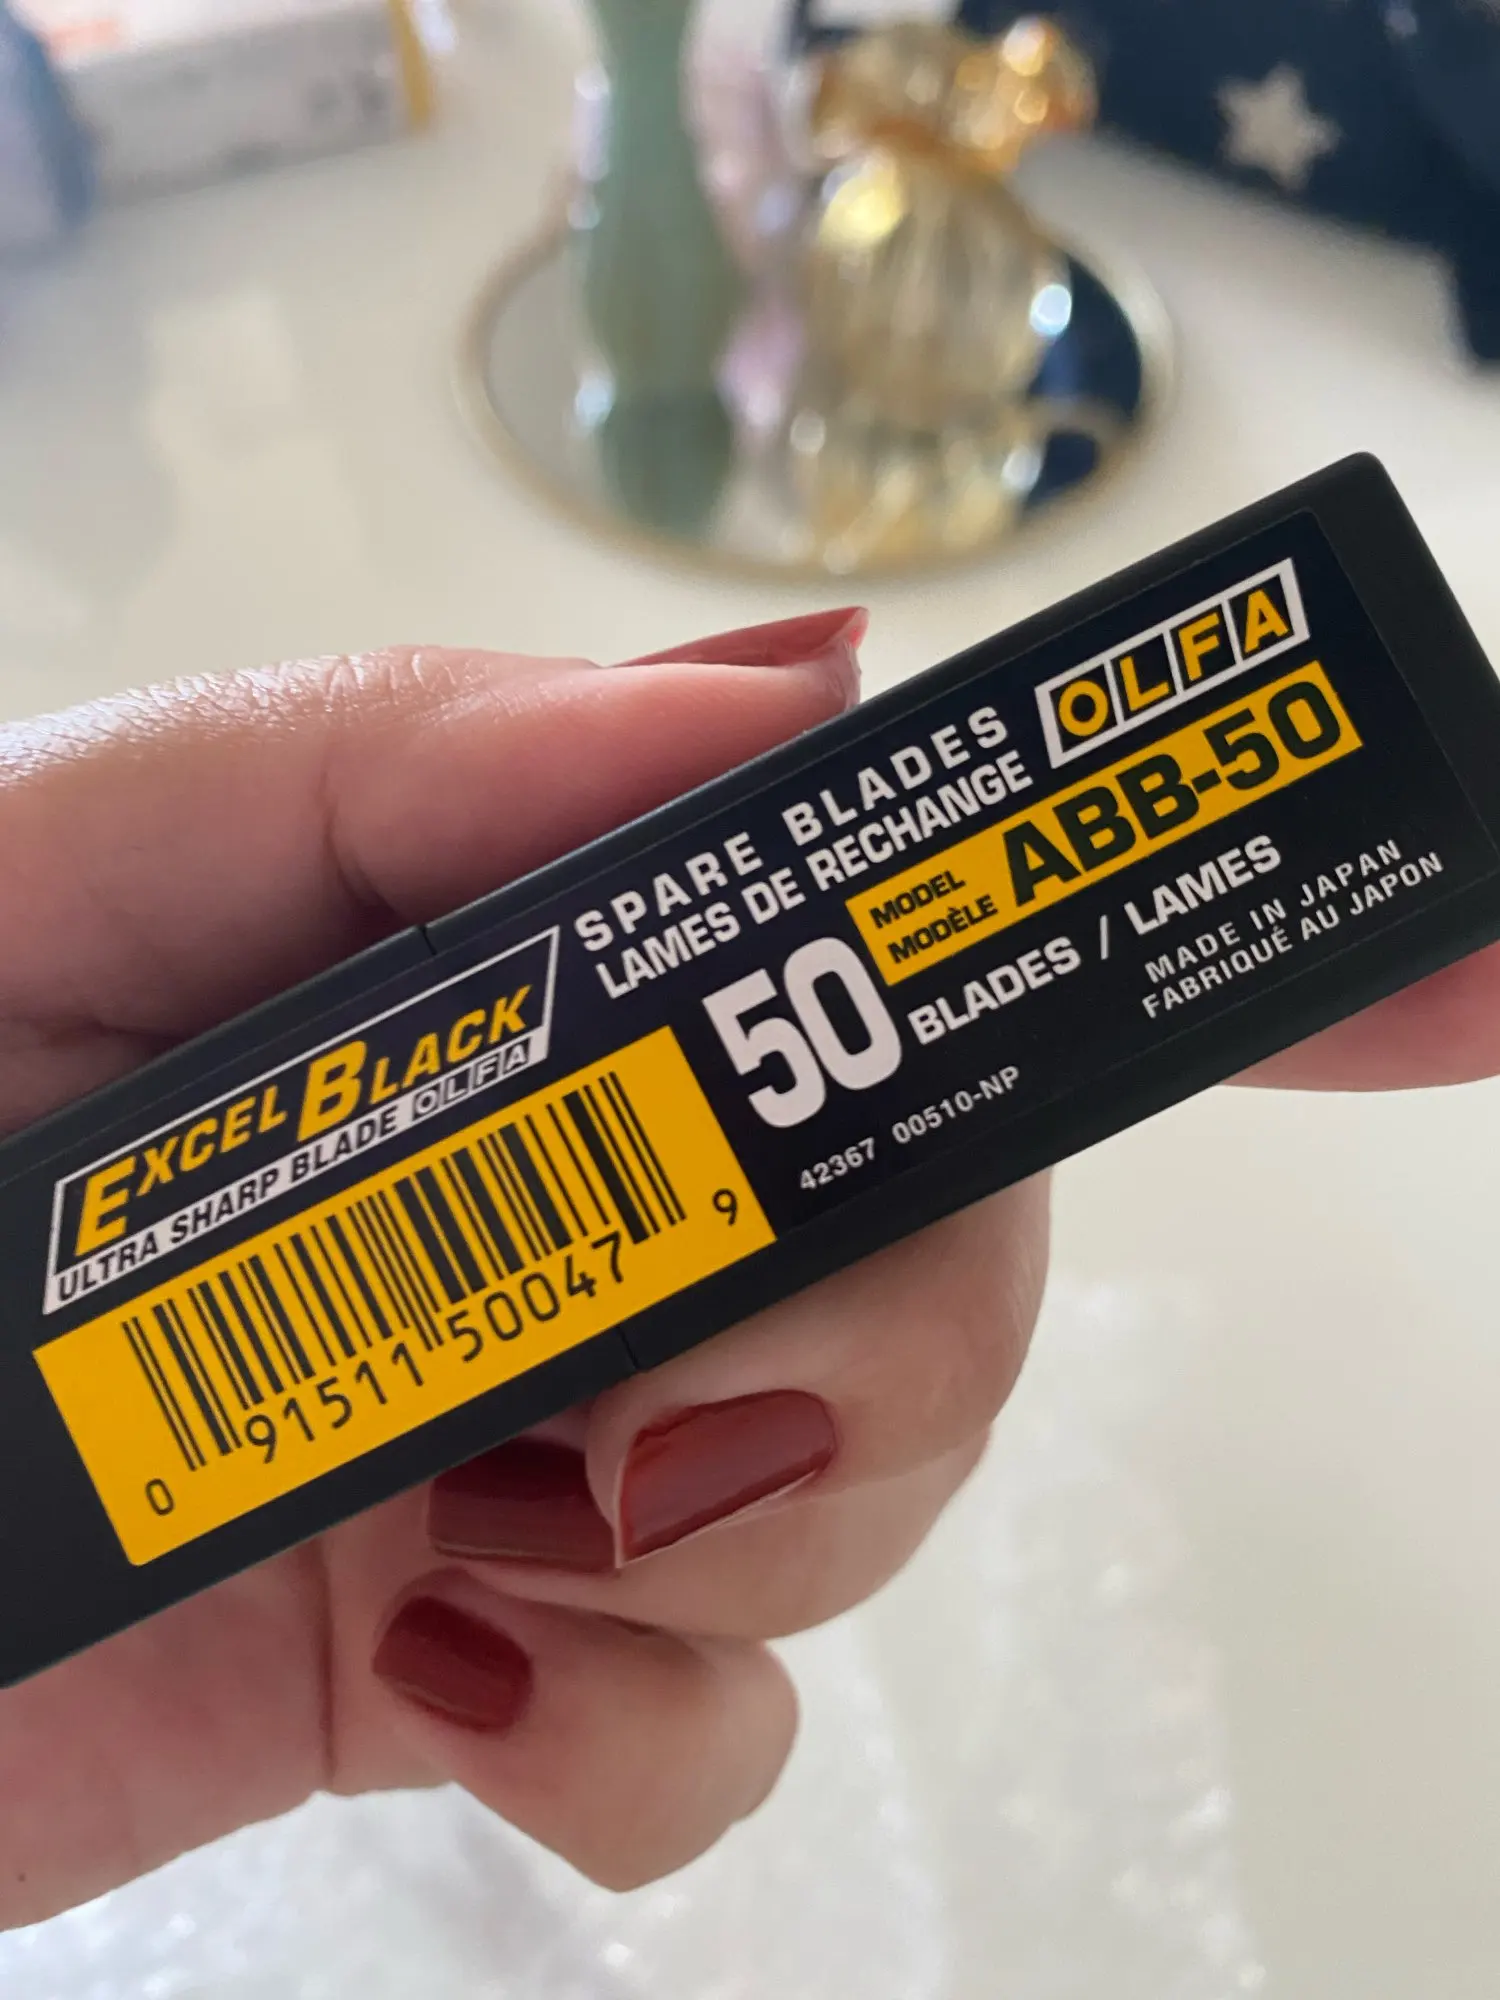 EXCEL BLACK
ULTRA SHARP BLADE OLFA
0 91511 50047 9
SPARE BLADES
LAMES DE RECHANGE
OLFA
MODEL
MODÈLE
ABB-50
50 BLADES / LAMES
MADE IN JAPAN
FABRIQUÉ AU JAPON
42367 00510-NP